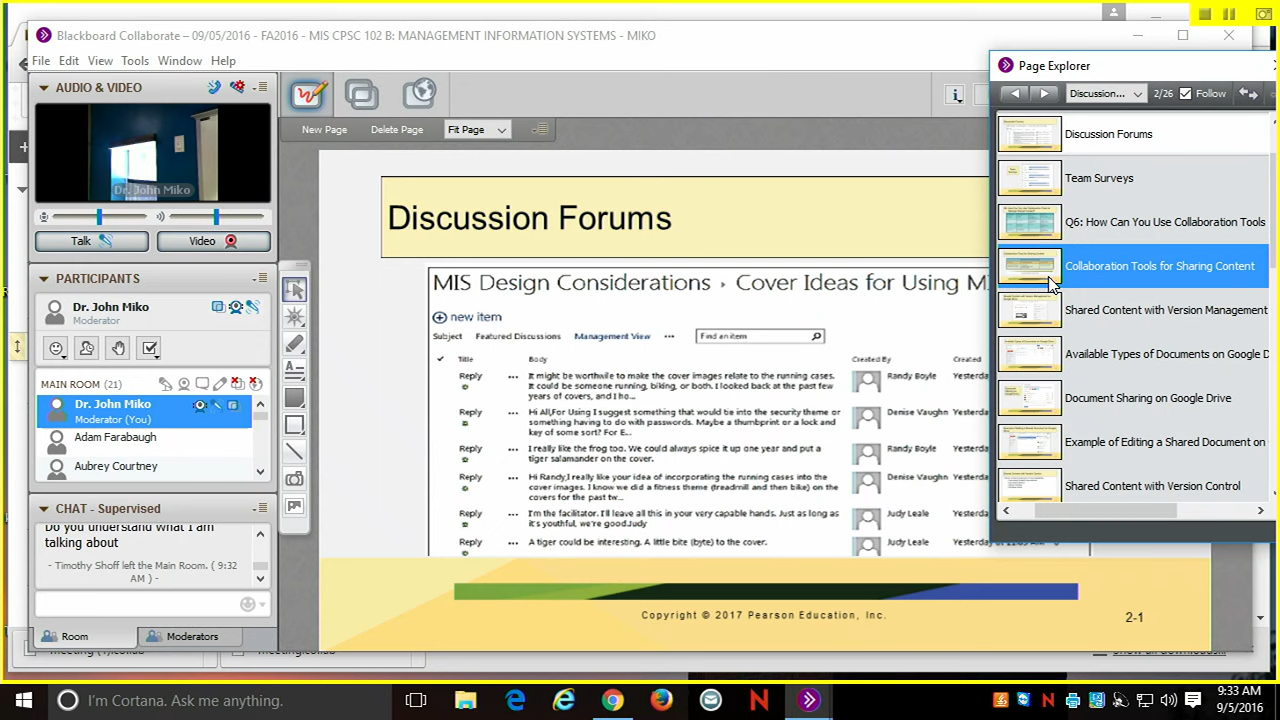 Blackboard Collaborate – 09/05/2016 - FA2016 - MIS CPSC 102 B: MANAGEMENT INFORMATION SYSTEMS - MIKO
File Edit View Tools Window Help
AUDIO & VIDEO
Dr. John Miko
Talk
Video
PARTICIPANTS
Dr. John Miko
Moderator
MAIN ROOM (21)
Dr. John Miko
Moderator (You)
Adam Farabaugh
Aubrey Courtney
CHAT - Supervised
Do you understand what I am
talking about
- Timothy Shoff left the Main Room. ( 9:32
AM ) -
Room
Moderators
New Page
Delete Page
Fit Page
Discussion Forums
MIS Design Considerations › Cover Ideas for Using M
new item
Subject Featured Discussions Management View ••• Find an item
Title Body Created By Created
Reply ••• It might be worthwile to make the cover images relate to the running cases. Randy Boyle Yesterda
It could be someone running, biking, or both. I looked back at the past few
years of covers, and I ho...
Reply ••• Hi All,For Using I suggest something that would tie into the security theme or Denise Vaughn Yesterda
something having to do with passwords. Maybe a thumbprint or a lock and
key of some sort? For E...
Reply ••• I really like the frog too. We could always spice it up one year and put a Randy Boyle Yesterda
tiger salamander on the cover.
Reply ••• Hi Randy,I really like your idea of incorporating the running cases into the Denise Vaughn Yesterda
cover images. I know we did a fitness theme (treadmill and then bike) on the
covers for the past tw...
Reply ••• I'm the facilitator. I'll leave all this in your very capable hands. Just as long as Judy Leale Yesterda
it's youthful, we're good.Judy
Reply ••• A tiger could be interesting. A little bite (byte) to the cover. Judy Leale
Copyright © 2017 Pearson Education, Inc.
2-1
Page Explorer
Discussion... 2/26 Follow
Discussion Forums
Team Surveys
Q6: How Can You Use Collaboration Tools
Collaboration Tools for Sharing Content
Shared Content with Version Management
Available Types of Documents on Google D
Document Sharing on Google Drive
Example of Editing a Shared Document on
Shared Content with Version Control
I'm Cortana. Ask me anything.
9:33 AM
9/5/2016